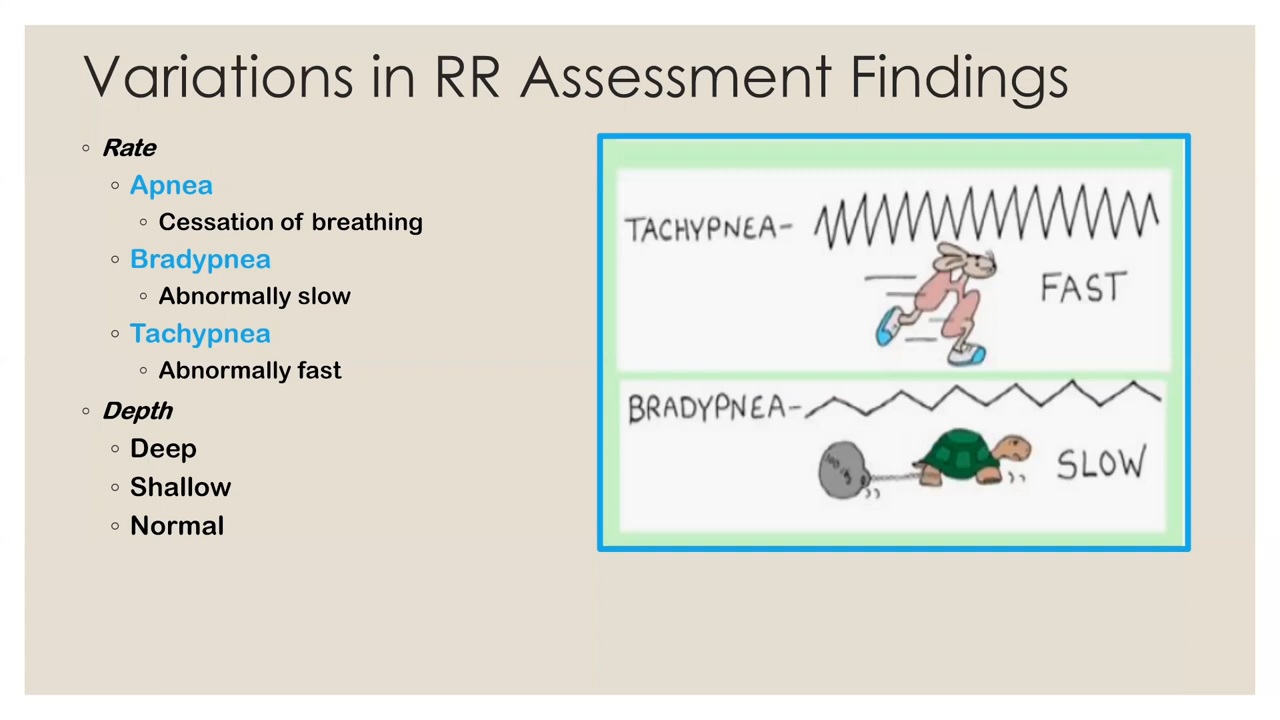 Variations in RR Assessment Findings
Rate
Apnea
Cessation of breathing
Bradypnea
Abnormally slow
Tachypnea
Abnormally fast
Depth
Deep
Shallow
Normal
TACHYPNEA-
FAST
BRADYPNEA-
SLOW